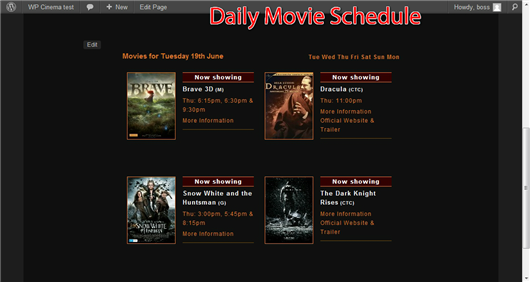 WP Cinema test
+ New
Edit Page
Howdy, boss
Daily Movie Schedule
Edit
Movies for Tuesday 19th June
Tue Wed Thu Fri Sat Sun Mon
Now showing
Brave 3D (M)
Thu: 6:15pm, 6:30pm &
9:30pm
More Information
BRAVE
Now showing
Dracula (CTC)
Thu: 11:00pm
More Information
Official Website &
Trailer
DRACULA
Now showing
Snow White and the
Huntsman (G)
Thu: 3:00pm, 5:45pm &
8:15pm
More Information
SNOW WHITE
Now showing
The Dark Knight
Rises (CTC)
More Information
Official Website &
Trailer